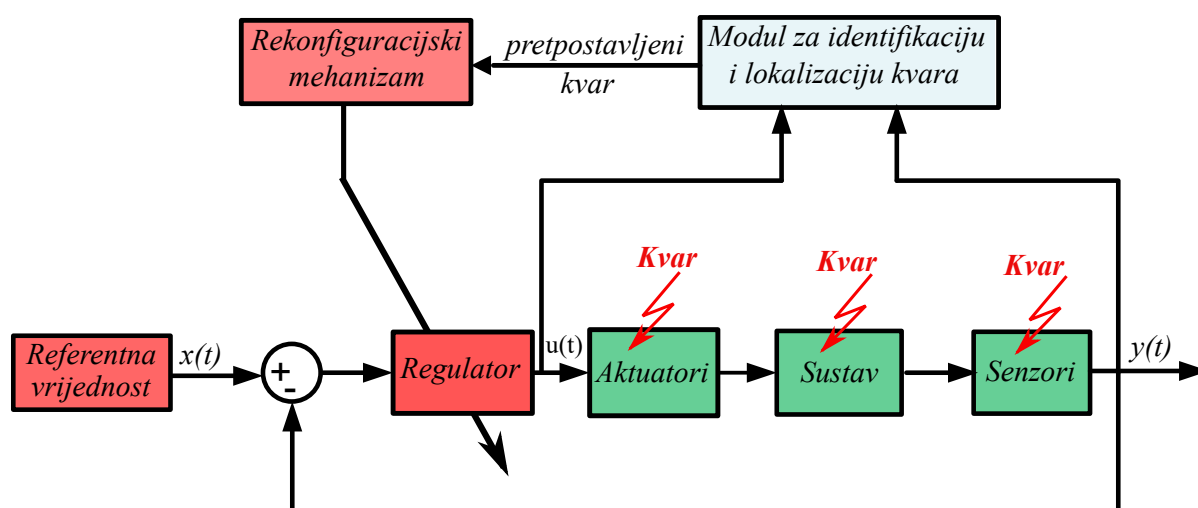 Rekonfiguracijski
mehanizam
pretpostavljeni
kvar
Modul za identifikaciju
i lokalizaciju kvara
Kvar
Kvar
Kvar
Referentna
vrijednost
x(t)
+
-
Regulator
u(t)
Aktuatori
Sustav
Senzori
y(t)